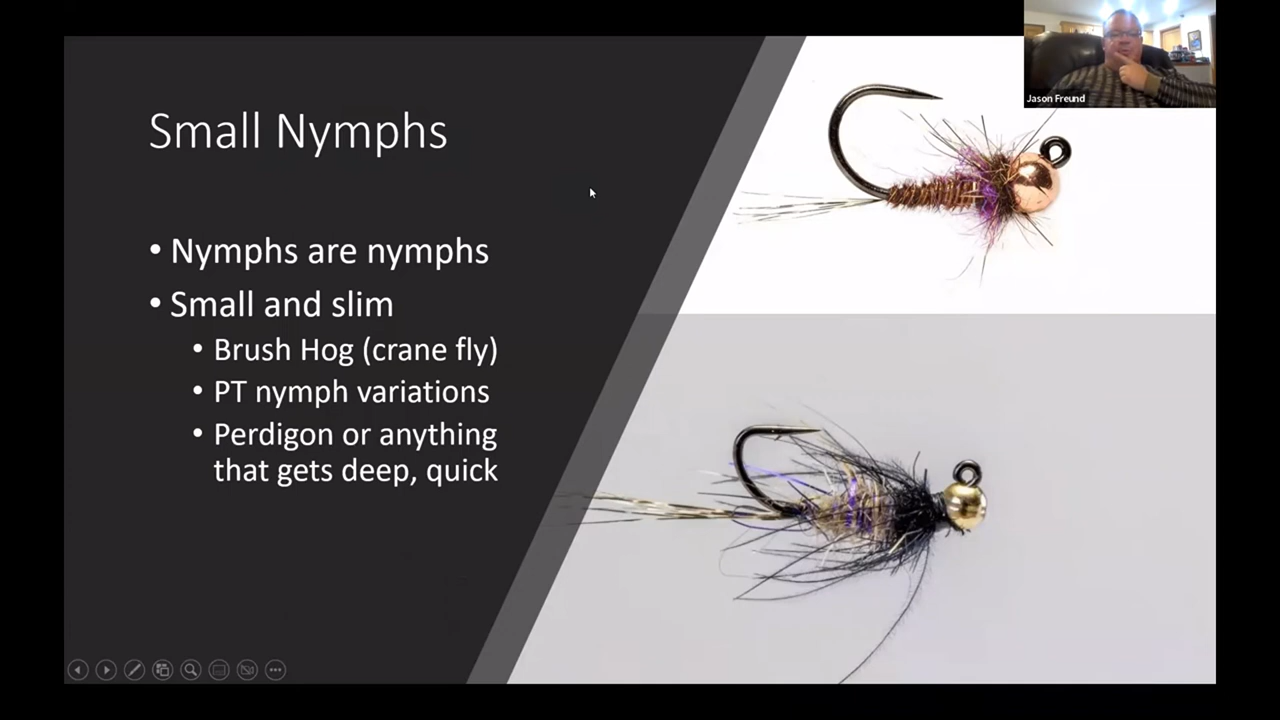 Small Nymphs
• Nymphs are nymphs
• Small and slim
• Brush Hog (crane fly)
• PT nymph variations
• Perdigon or anything
that gets deep, quick
Jason Freund